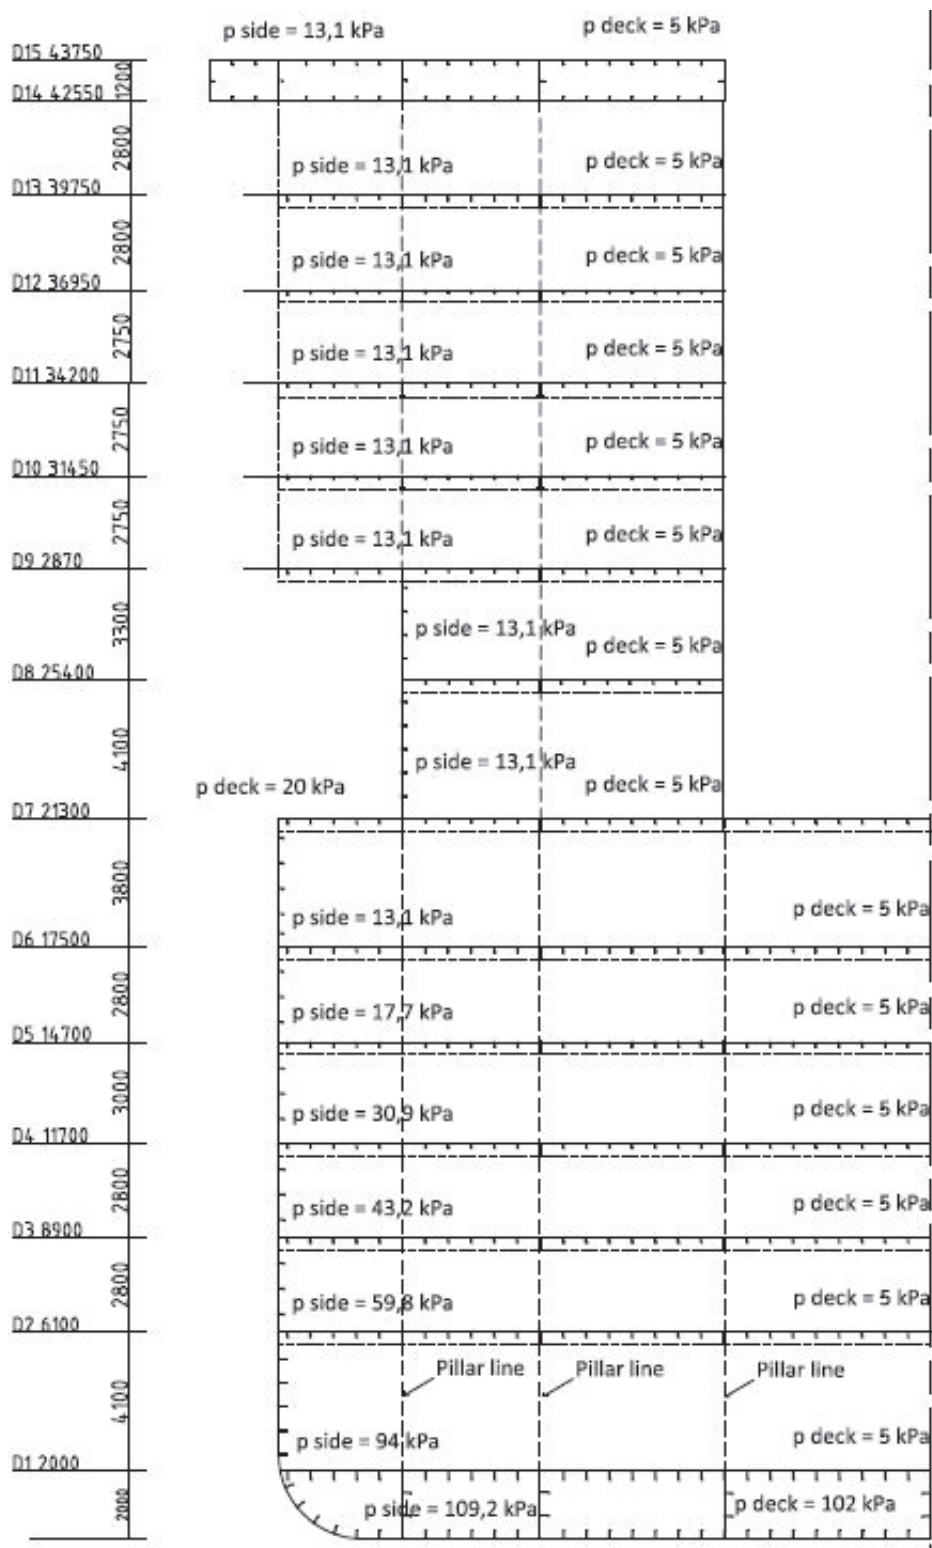 p side = 13,1 kPa p deck = 5 kPa
D15 43750
1200
D14 42550
2800
p side = 13,1 kPa p deck = 5 kPa
D13 39750
2800
p side = 13,1 kPa p deck = 5 kPa
D12 36950
2750
p side = 13,1 kPa p deck = 5 kPa
D11 34200
2750
p side = 13,1 kPa p deck = 5 kPa
D10 31450
2750
p side = 13,1 kPa p deck = 5 kPa
D9 2870
3300
p side = 13,1 kPa p deck = 5 kPa
D8 25400
4100
p side = 13,1 kPa p deck = 5 kPa
p deck = 20 kPa
D7 21300
3800
p side = 13,1 kPa p deck = 5 kPa
D6 17500
2800
p side = 17,7 kPa p deck = 5 kPa
D5 14700
3000
p side = 30,9 kPa p deck = 5 kPa
D4 11700
2800
p side = 43,2 kPa p deck = 5 kPa
D3 8900
2800
p side = 59,8 kPa p deck = 5 kPa
D2 6100
Pillar line Pillar line Pillar line
4100
p side = 94 kPa p deck = 5 kPa
D1 2000
2000
p side = 109,2 kPa p deck = 102 kPa